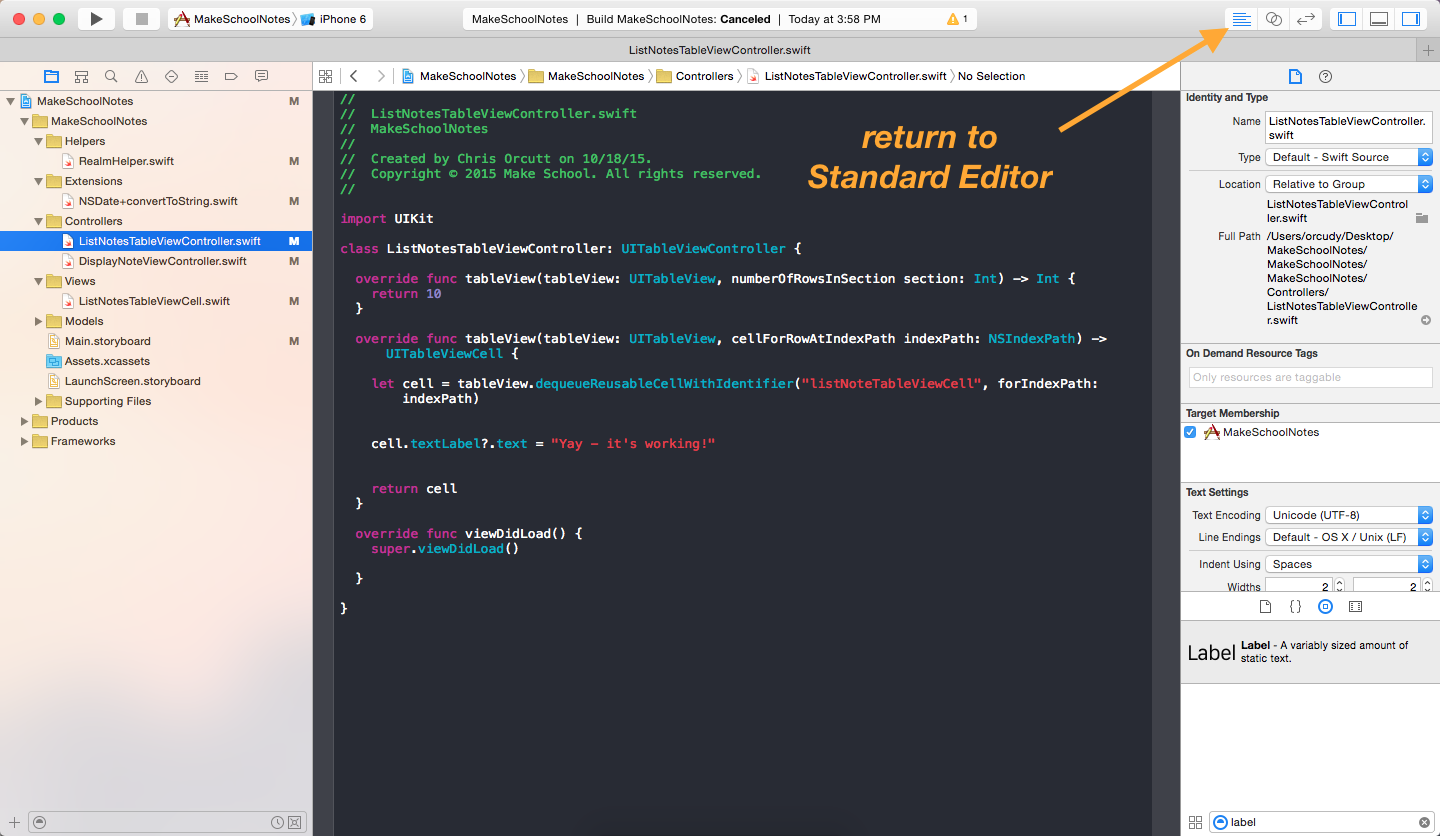 MakeSchoolNotes iPhone 6
MakeSchoolNotes | Build MakeSchoolNotes: Canceled | Today at 3:58 PM 1
ListNotesTableViewController.swift
MakeSchoolNotes M
MakeSchoolNotes
Helpers
RealmHelper.swift M
Extensions
NSDate+convertToString.swift M
Controllers
ListNotesTableViewController.swift M
DisplayNoteViewController.swift M
Views
ListNotesTableViewCell.swift M
Models
Main.storyboard M
Assets.xcassets
LaunchScreen.storyboard
Supporting Files
Products
Frameworks
MakeSchoolNotes MakeSchoolNotes Controllers ListNotesTableViewController.swift No Selection
//
// ListNotesTableViewController.swift
// MakeSchoolNotes
//
// Created by Chris Orcutt on 10/18/15.
// Copyright © 2015 Make School. All rights reserved.
//
import UIKit
class ListNotesTableViewController: UITableViewController {
override func tableView(tableView: UITableView, numberOfRowsInSection section: Int) -> Int {
return 10
}
override func tableView(tableView: UITableView, cellForRowAtIndexPath indexPath: NSIndexPath) ->
UITableViewCell {
let cell = tableView.dequeueReusableCellWithIdentifier("listNoteTableViewCell", forIndexPath:
indexPath)
cell.textLabel?.text = "Yay - it's working!"
return cell
}
override func viewDidLoad() {
super.viewDidLoad()
}
}
return to
Standard Editor
Identity and Type
Name ListNotesTableViewController.
swift
Type Default - Swift Source
Location Relative to Group
ListNotesTableViewControl
ler.swift
Full Path /Users/orcudy/Desktop/
MakeSchoolNotes/
MakeSchoolNotes/
MakeSchoolNotes/
Controllers/
ListNotesTableViewControlle
r.swift
On Demand Resource Tags
Only resources are taggable
Target Membership
MakeSchoolNotes
Text Settings
Text Encoding Unicode (UTF-8)
Line Endings Default - OS X / Unix (LF)
Indent Using Spaces
Widths 2 2
{}
Label Label - A variably sized amount of
static text.
label